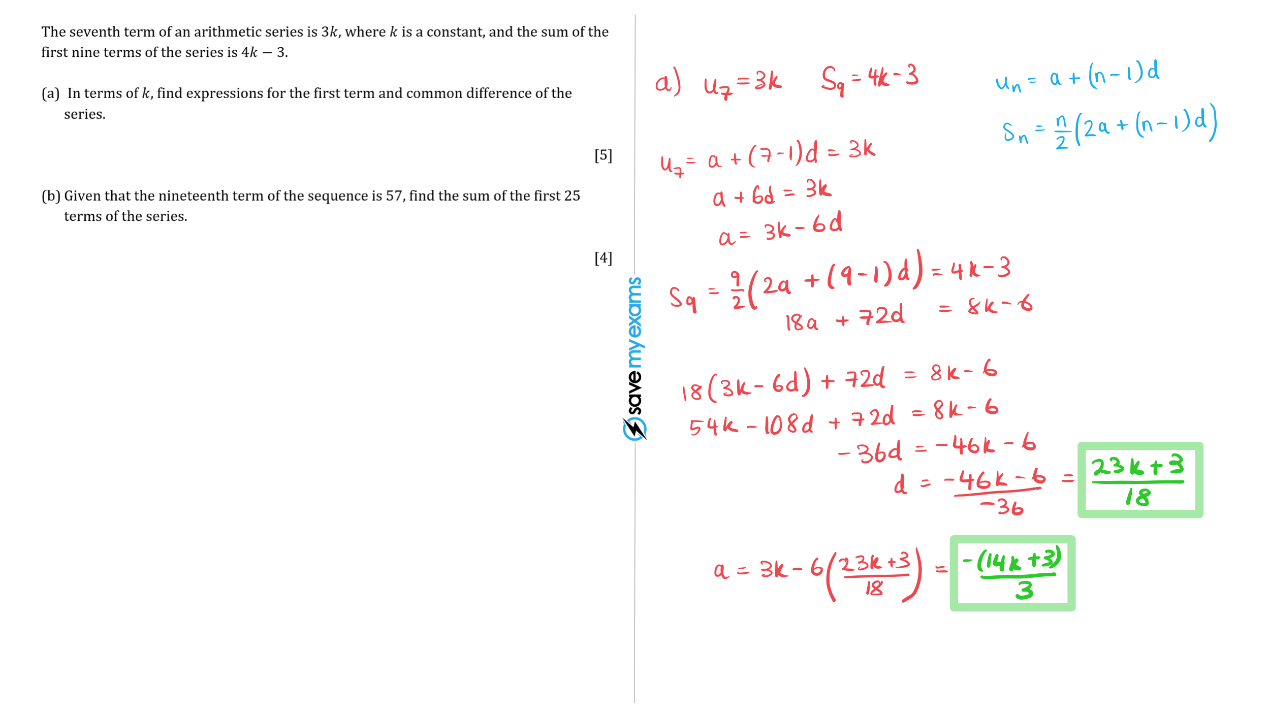 The seventh term of an arithmetic series is 3k, where k is a constant, and the sum of the
first nine terms of the series is 4k − 3.
(a) In terms of k, find expressions for the first term and common difference of the
series.
[5]
(b) Given that the nineteenth term of the sequence is 57, find the sum of the first 25
terms of the series.
[4]
savemyexams
a) u₇ = 3k S₉ = 4k − 3
uₙ = a + (n − 1)d
Sₙ = n/2 (2a + (n − 1)d)
u₇ = a + (7 − 1)d = 3k
a + 6d = 3k
a = 3k − 6d
S₉ = 9/2 (2a + (9 − 1)d) = 4k − 3
18a + 72d = 8k − 6
18(3k − 6d) + 72d = 8k − 6
54k − 108d + 72d = 8k − 6
−36d = −46k − 6
d = (−46k − 6)/−36 = (23k + 3)/18
a = 3k − 6((23k + 3)/18) = −(14k + 3)/3